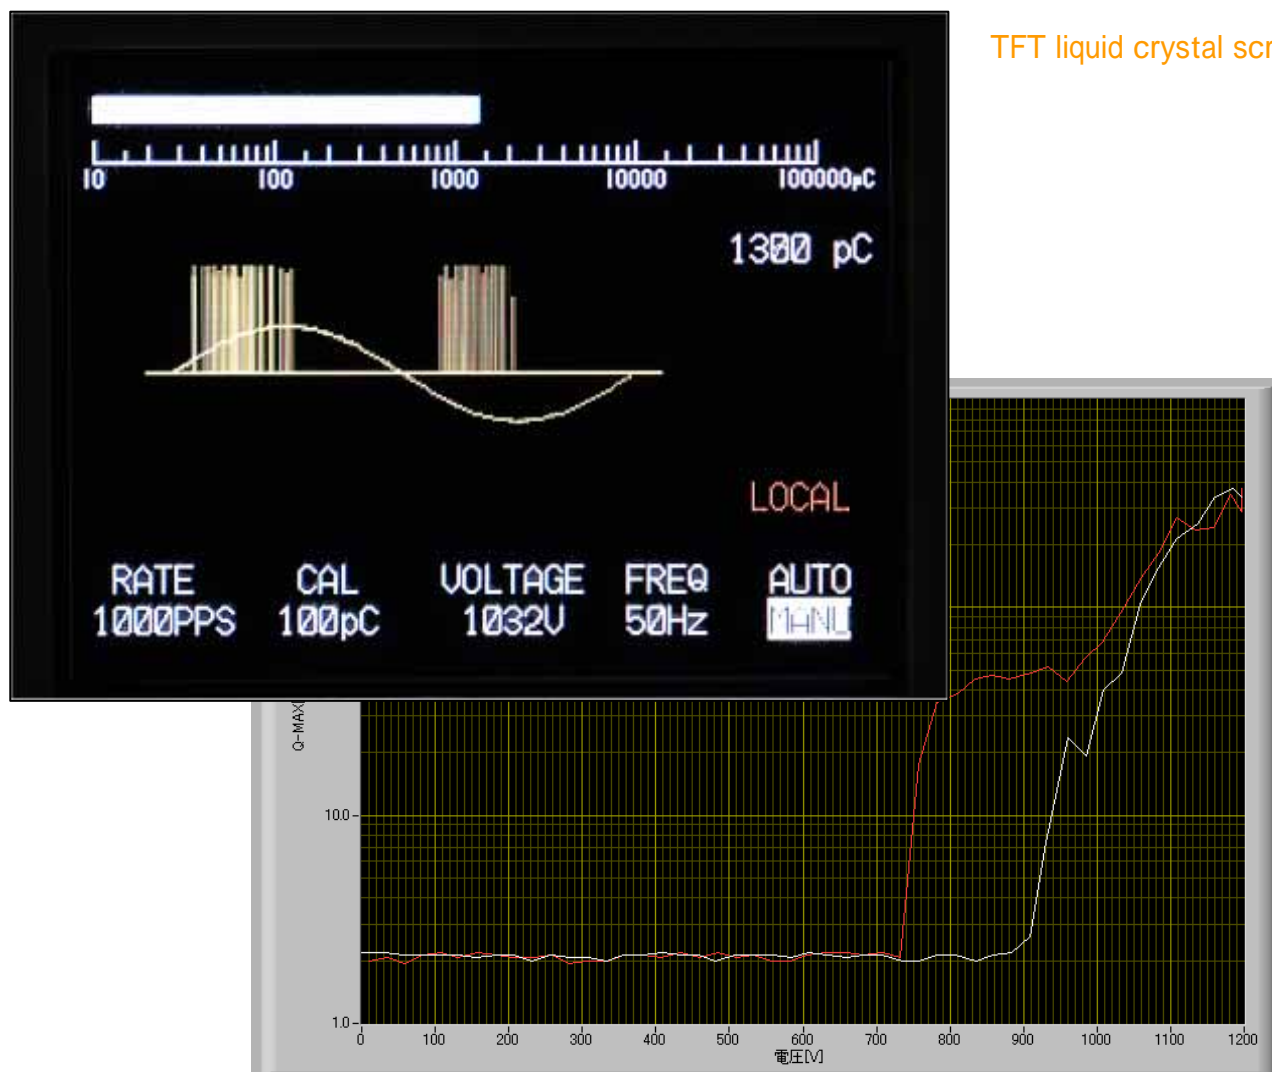 TFT liquid crystal scr
10 100 1000 10000 100000pC
1300 pC
LOCAL
RATE CAL VOLTAGE FREQ AUTO
1000PPS 100pC 1032V 50Hz MANL
Q-MAX
10.0
1.0
0 100 200 300 400 500 600 700 800 900 1000 1100 1200
電圧[V]